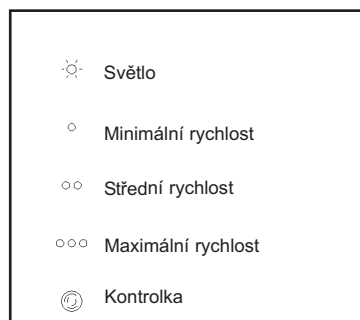 Světlo
Minimální rychlost
Střední rychlost
Maximální rychlost
Kontrolka